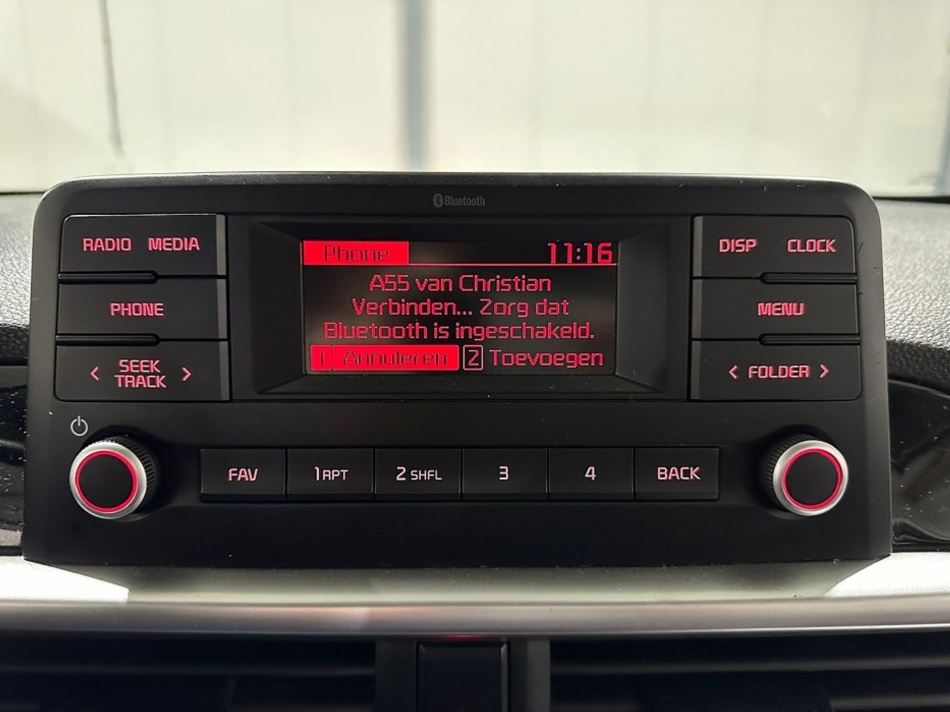 Bluetooth
RADIO MEDIA
Phone 11:16
DISP CLOCK
A55 van Christian
Verbinden... Zorg dat
Bluetooth is ingeschakeld.
1 Annuleren 2 Toevoegen
PHONE
MENU
< SEEK TRACK >
< FOLDER >
FAV 1 RPT 2 SHFL 3 4 BACK